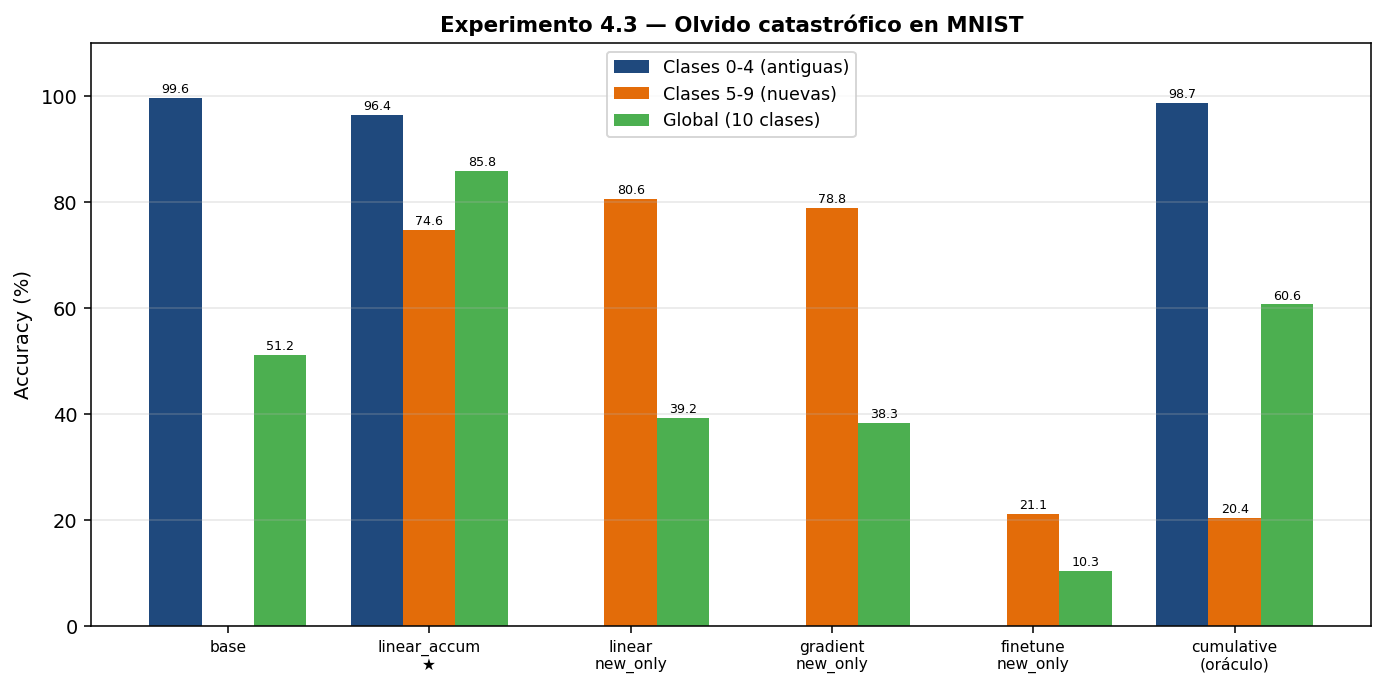 Experimento 4.3 — Olvido catastrófico en MNIST
Clases 0-4 (antiguas)
Clases 5-9 (nuevas)
Global (10 clases)
Accuracy (%)
100
80
60
40
20
0
99.6
51.2
96.4
74.6
85.8
80.6
39.2
78.8
38.3
21.1
10.3
98.7
20.4
60.6
base
linear_accum
★
linear
new_only
gradient
new_only
finetune
new_only
cumulative
(oráculo)